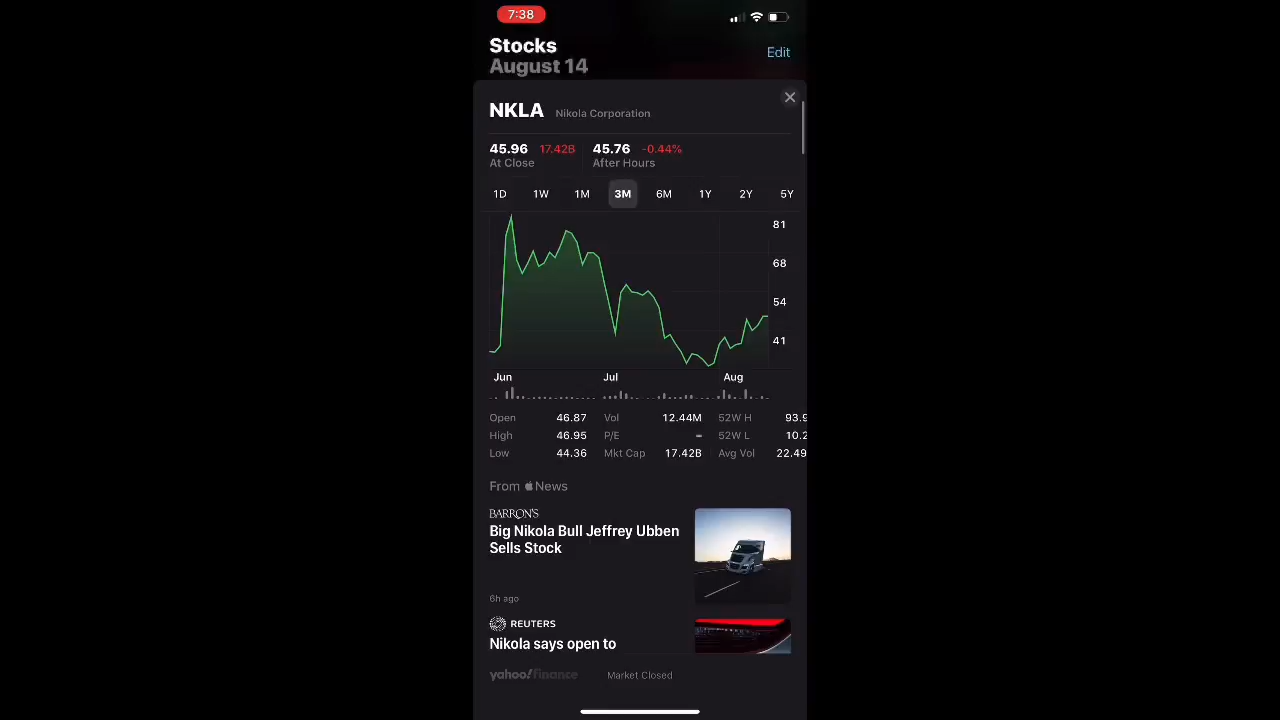 7:38
Stocks
August 14
Edit
NKLA Nikola Corporation
45.96 17.42B 45.76 -0.44%
At Close After Hours
1D 1W 1M 3M 6M 1Y 2Y 5Y
81
68
54
41
Jun Jul Aug
Open 46.87 Vol 12.44M 52W H 93.9
High 46.95 P/E - 52W L 10.2
Low 44.36 Mkt Cap 17.42B Avg Vol 22.49
From News
BARRON'S
Big Nikola Bull Jeffrey Ubben
Sells Stock
6h ago
REUTERS
Nikola says open to
yahoo!finance Market Closed